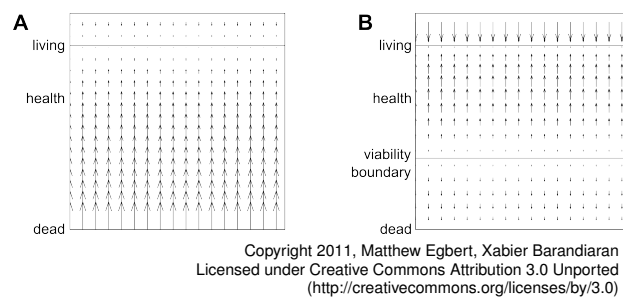 A
living
health
dead
B
living
health
viability
boundary
dead
Copyright 2011, Matthew Egbert, Xabier Barandiaran
Licensed under Creative Commons Attribution 3.0 Unported
(http://creativecommons.org/licenses/by/3.0)